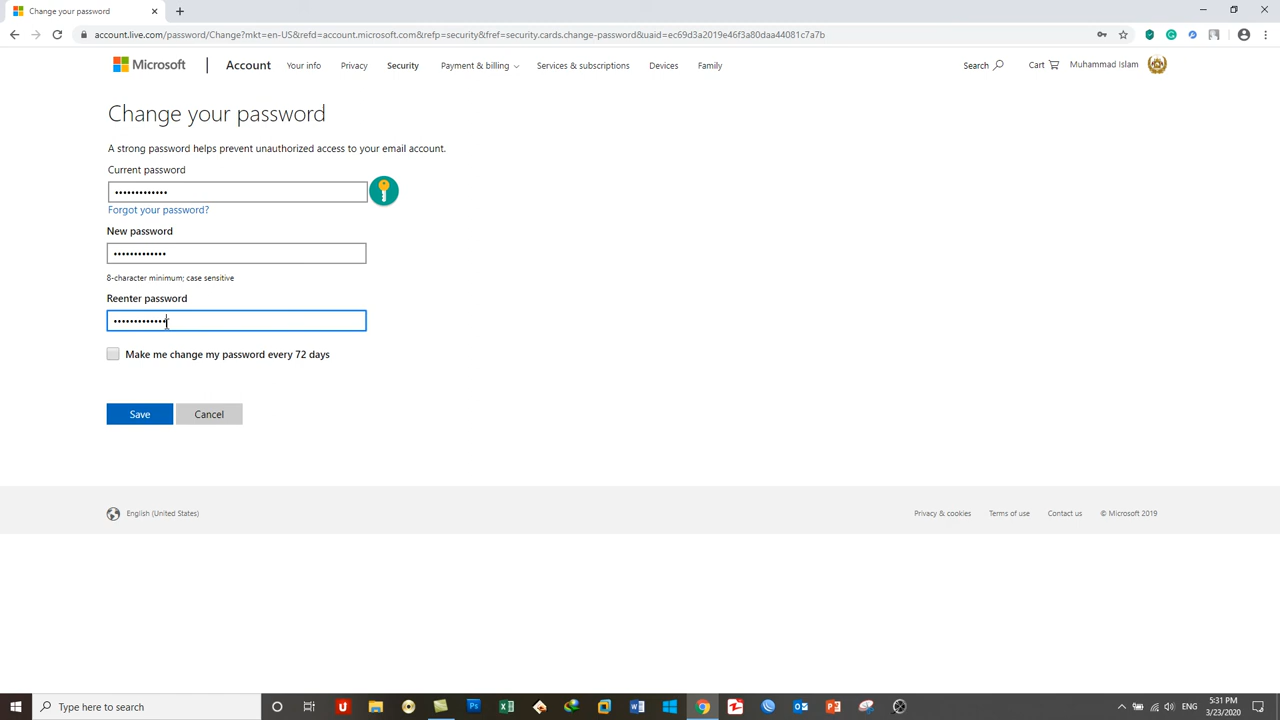 Change your password
account.live.com/password/Change?mkt=en-US&refd=account.microsoft.com&refp=security&fref=security.cards.change-password&uaid=ec69d3a2019e46f3a80daa44081c7a7b
Microsoft Account Your info Privacy Security Payment & billing Services & subscriptions Devices Family Search Cart Muhammad Islam
Change your password
A strong password helps prevent unauthorized access to your email account.
Current password
•••••••••••••
Forgot your password?
New password
•••••••••••••
8-character minimum; case sensitive
Reenter password
•••••••••••••
Make me change my password every 72 days
Save Cancel
English (United States) Privacy & cookies Terms of use Contact us © Microsoft 2019
Type here to search
ENG
5:31 PM
3/23/2020